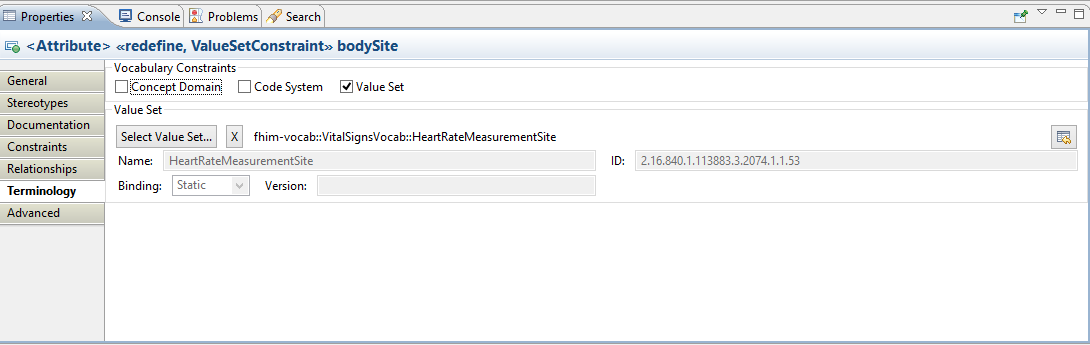 Properties Console Problems Search
<Attribute> «redefine, ValueSetConstraint» bodySite
General
Stereotypes
Documentation
Constraints
Relationships
Terminology
Advanced
Vocabulary Constraints
Concept Domain Code System Value Set
Value Set
Select Value Set... X fhim-vocab::VitalSignsVocab::HeartRateMeasurementSite
Name: HeartRateMeasurementSite ID: 2.16.840.1.113883.3.2074.1.1.53
Binding: Static Version: